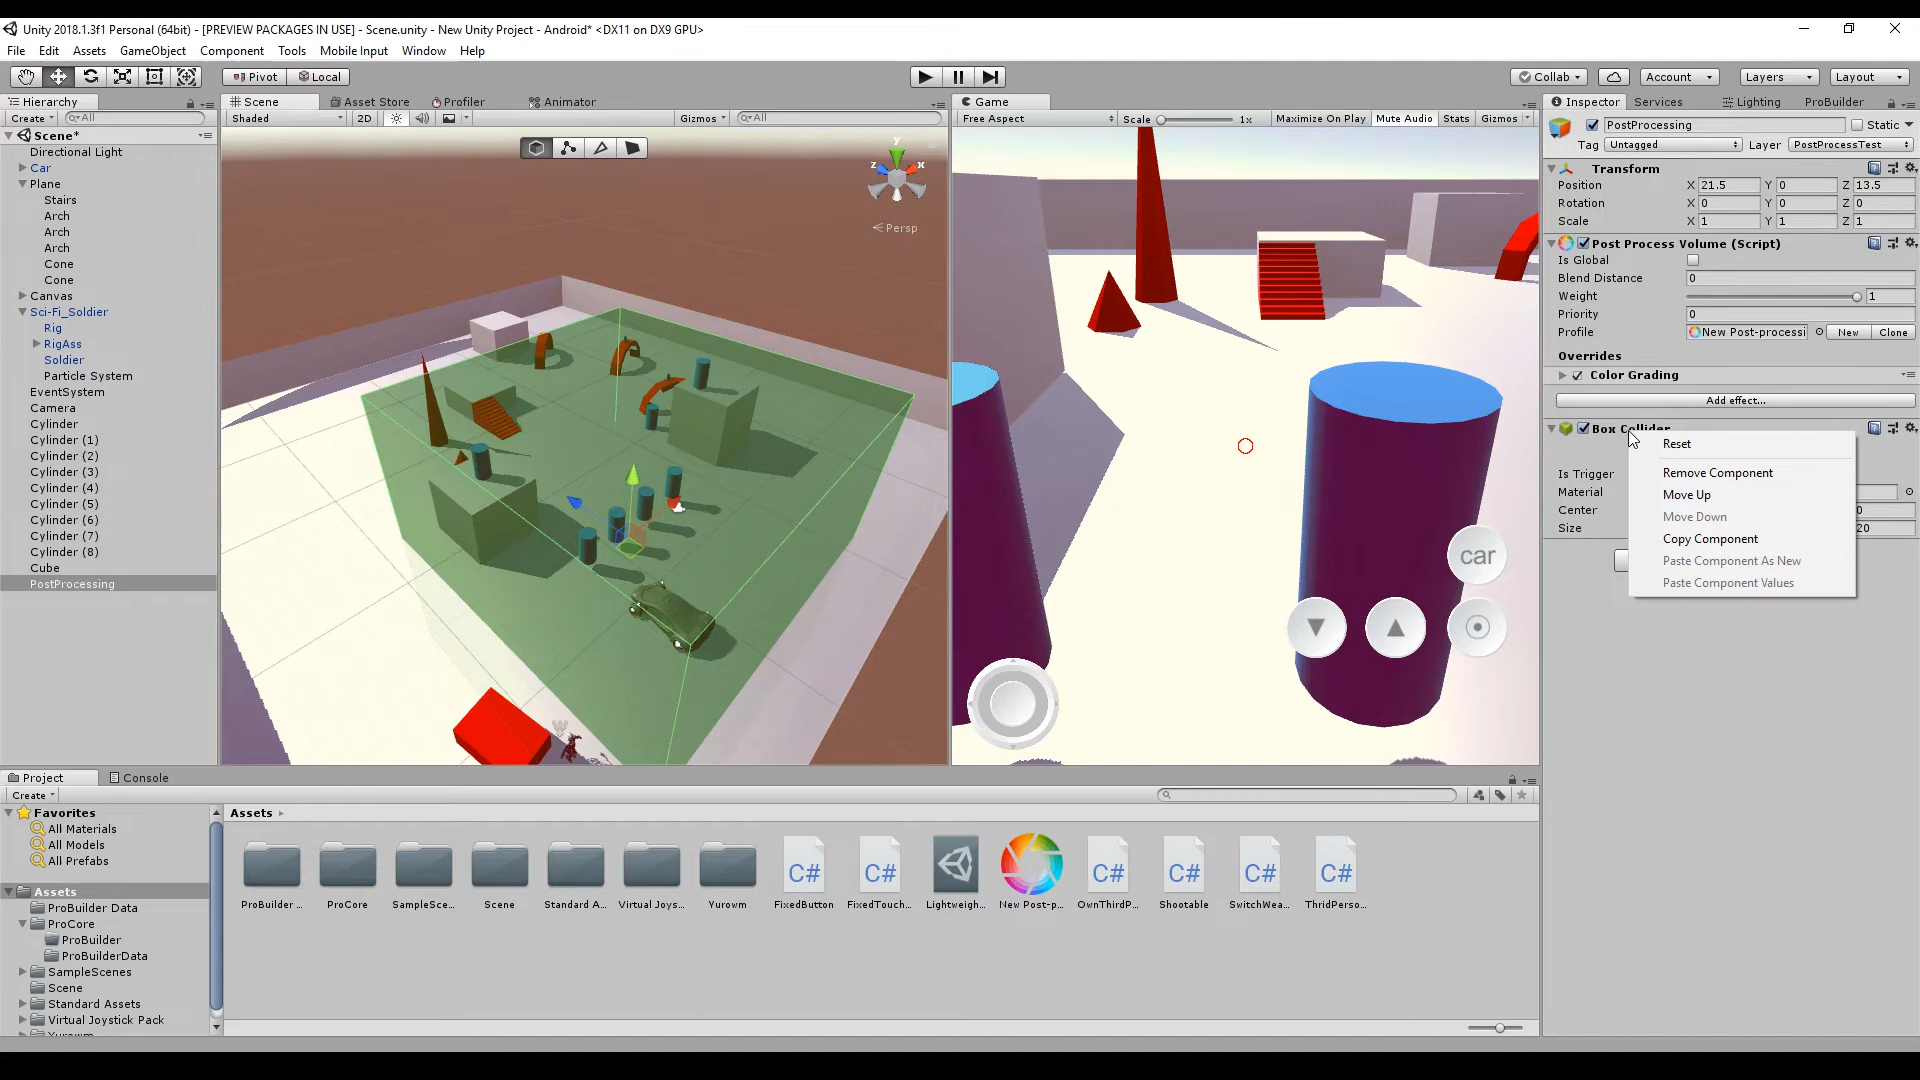 Unity 2018.1.3f1 Personal (64bit) - [PREVIEW PACKAGES IN USE] - Scene.unity - New Unity Project - Android* <DX11 on DX9 GPU>
File Edit Assets GameObject Component Tools Mobile Input Window Help
Pivot Local Collab Account Layers Layout
Hierarchy
Create All
Scene*
Directional Light
Car
Plane
Stairs
Arch
Arch
Arch
Cone
Cone
Canvas
Sci-Fi_Soldier
Rig
RigAss
Soldier
Particle System
EventSystem
Camera
Cylinder
Cylinder (1)
Cylinder (2)
Cylinder (3)
Cylinder (4)
Cylinder (5)
Cylinder (6)
Cylinder (7)
Cylinder (8)
Cube
PostProcessing
Scene Asset Store Profiler Animator
Shaded 2D Gizmos All
y
z x
Persp
Game
Free Aspect Scale 1x Maximize On Play Mute Audio Stats Gizmos
car
Inspector Services Lighting ProBuilder
PostProcessing Static
Tag Untagged Layer PostProcessTest
Transform
Position X 21.5 Y 0 Z 13.5
Rotation X 0 Y 0 Z 0
Scale X 1 Y 1 Z 1
Post Process Volume (Script)
Is Global
Blend Distance 0
Weight 1
Priority 0
Profile New Post-processi New Clone
Overrides
Color Grading
Add effect...
Box Collider
Is Trigger
Material
Center 0
Size 20
Reset
Remove Component
Move Up
Move Down
Copy Component
Paste Component As New
Paste Component Values
Project Console
Create
Favorites
All Materials
All Models
All Prefabs
Assets
ProBuilder Data
ProCore
ProBuilder
ProBuilderData
SampleScenes
Scene
Standard Assets
Virtual Joystick Pack
Assets
ProBuilder ... ProCore SampleSce... Scene Standard A... Virtual Joys... Yurowm FixedButton FixedTouch... Lightweigh... New Post-p... OwnThirdP... Shootable SwitchWea... ThridPerso...
C# C# C# C# C# C#